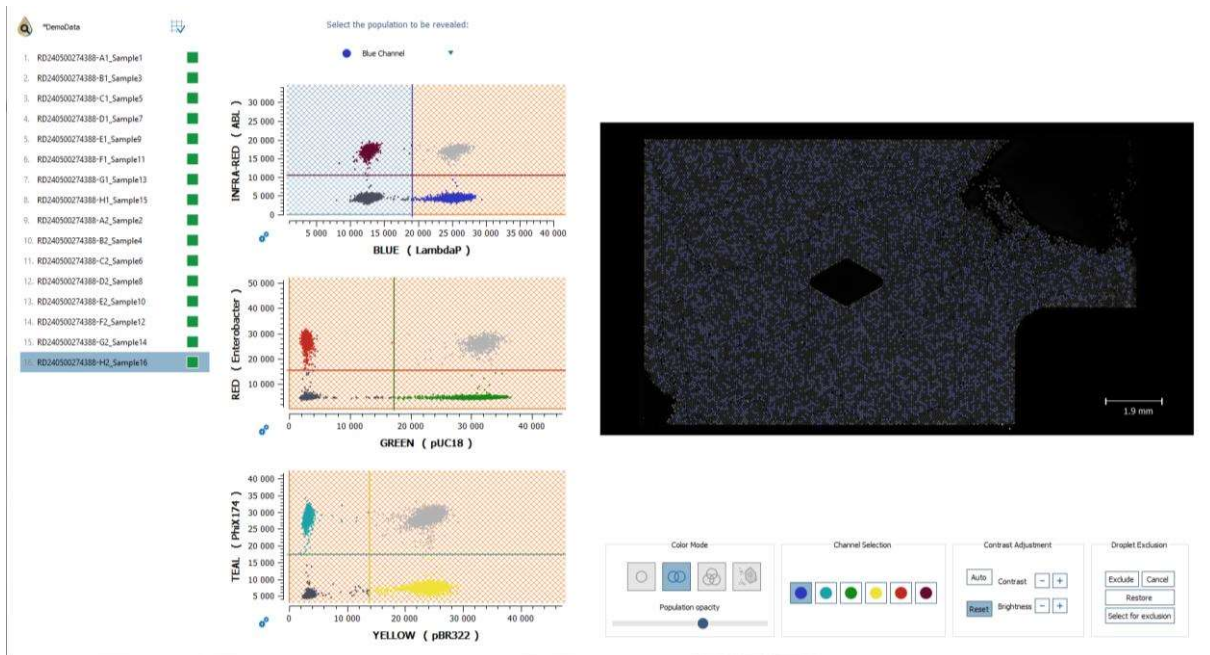 *DemoData
1. RD240500274388-A1_Sample1
2. RD240500274388-B1_Sample3
3. RD240500274388-C1_Sample5
4. RD240500274388-D1_Sample7
5. RD240500274388-E1_Sample9
6. RD240500274388-F1_Sample11
7. RD240500274388-G1_Sample13
8. RD240500274388-H1_Sample15
9. RD240500274388-A2_Sample2
10. RD240500274388-B2_Sample4
11. RD240500274388-C2_Sample6
12. RD240500274388-D2_Sample8
13. RD240500274388-E2_Sample10
14. RD240500274388-F2_Sample12
15. RD240500274388-G2_Sample14
16. RD240500274388-H2_Sample16
Select the population to be revealed:
Blue Channel
INFRA-RED ( ABL )
30 000
25 000
20 000
15 000
10 000
5 000
0
5 000 10 000 15 000 20 000 25 000 30 000 35 000 40 000
BLUE ( LambdaP )
RED ( Enterobacter )
50 000
40 000
30 000
20 000
10 000
0 10 000 20 000 30 000 40 000
GREEN ( pUC18 )
TEAL ( PhiX174 )
40 000
35 000
30 000
25 000
20 000
15 000
10 000
5 000
0 10 000 20 000 30 000 40 000
YELLOW ( pBR322 )
1.9 mm
Color Mode
Population opacity
Channel Selection
Contrast Adjustment
Auto Contrast - +
Reset Brightness - +
Droplet Exclusion
Exclude Cancel
Restore
Select for exclusion